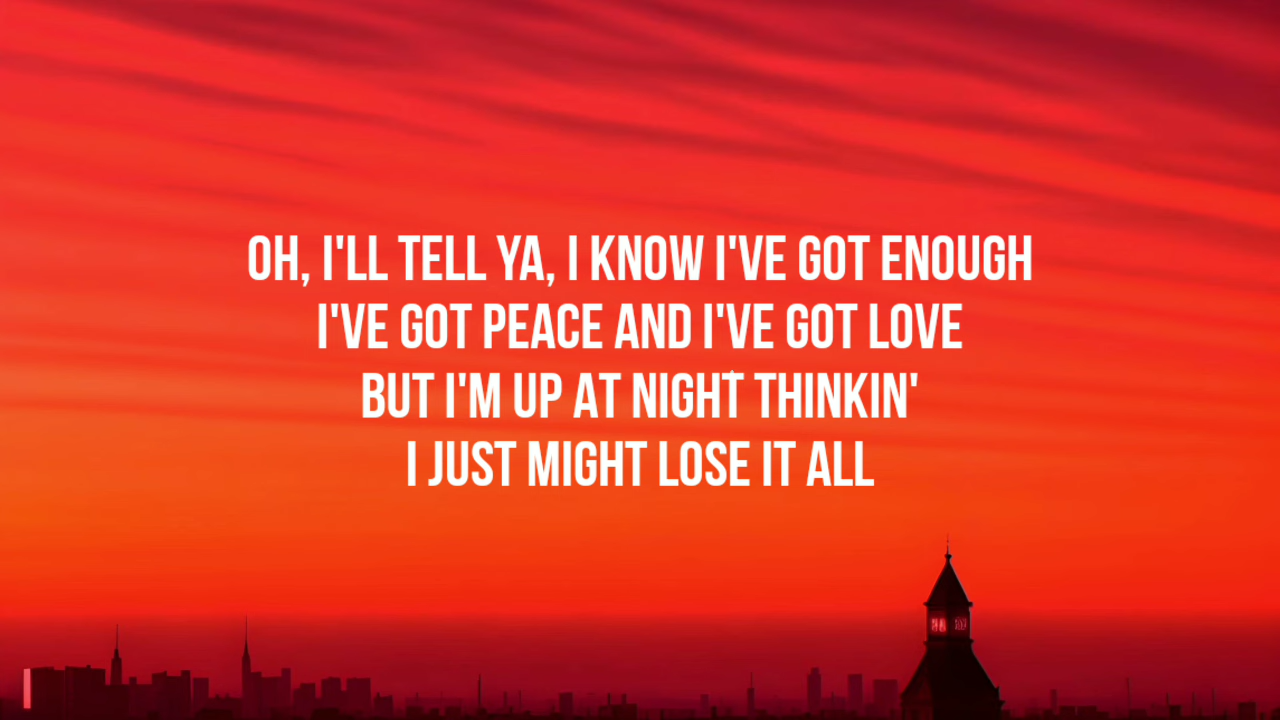 OH, I'LL TELL YA, I KNOW I'VE GOT ENOUGH
I'VE GOT PEACE AND I'VE GOT LOVE
BUT I'M UP AT NIGHT THINKIN'
I JUST MIGHT LOSE IT ALL